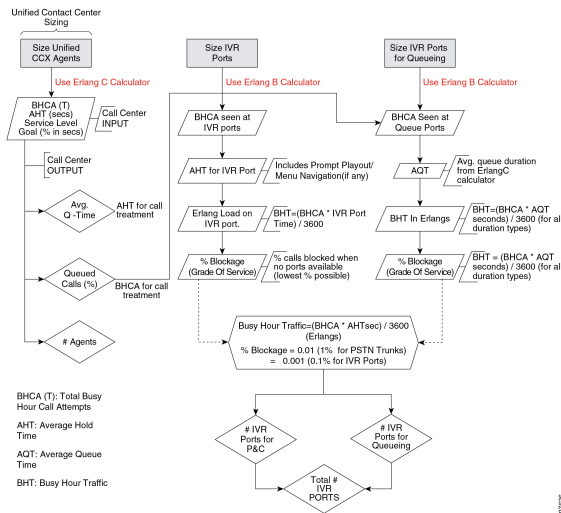 Unified Contact Center
Sizing
Size Unified
CCX Agents
Size IVR
Ports
Size IVR Ports
for Queueing
Use Erlang C Calculator
Use Erlang B Calculator
Use Erlang B Calculator
BHCA (T)
AHT (secs)
Service Level
Goal (% in secs)
Call Center
INPUT
BHCA seen at
IVR ports
BHCA Seen at
Queue Ports
Call Center
OUTPUT
AHT for IVR Port
Includes Prompt Playout/
Menu Navigation(if any)
AQT
Avg. queue duration
from ErlangC
calculator
Avg.
Q -Time
AHT for call
treatment
Erlang Load on
IVR port.
BHT=(BHCA * IVR Port
Time) / 3600
BHT In Erlangs
BHT=(BHCA * AQT
seconds) / 3600 (for al
duration types)
Queued
Calls (%)
BHCA for call
treatment
% Blockage
(Grade Of Service)
% calls blocked when
no ports available
(lowest % possible)
% Blockage
(Grade Of Service)
BHT = (BHCA * AQT
seconds) / 3600 (for al
duration types)
# Agents
Busy Hour Traffic=(BHCA * AHTsec) / 3600
(Erlangs)
% Blockage = 0.01 (1% for PSTN Trunks)
= 0.001 (0.1% for IVR Ports)
BHCA (T): Total Busy
Hour Call Attempts
AHT: Average Hold
Time
AQT: Average Queue
Time
BHT: Busy Hour Traffic
# IVR
Ports for
P&C
# IVR
Ports for
Queueing
Total #
IVR
PORTS